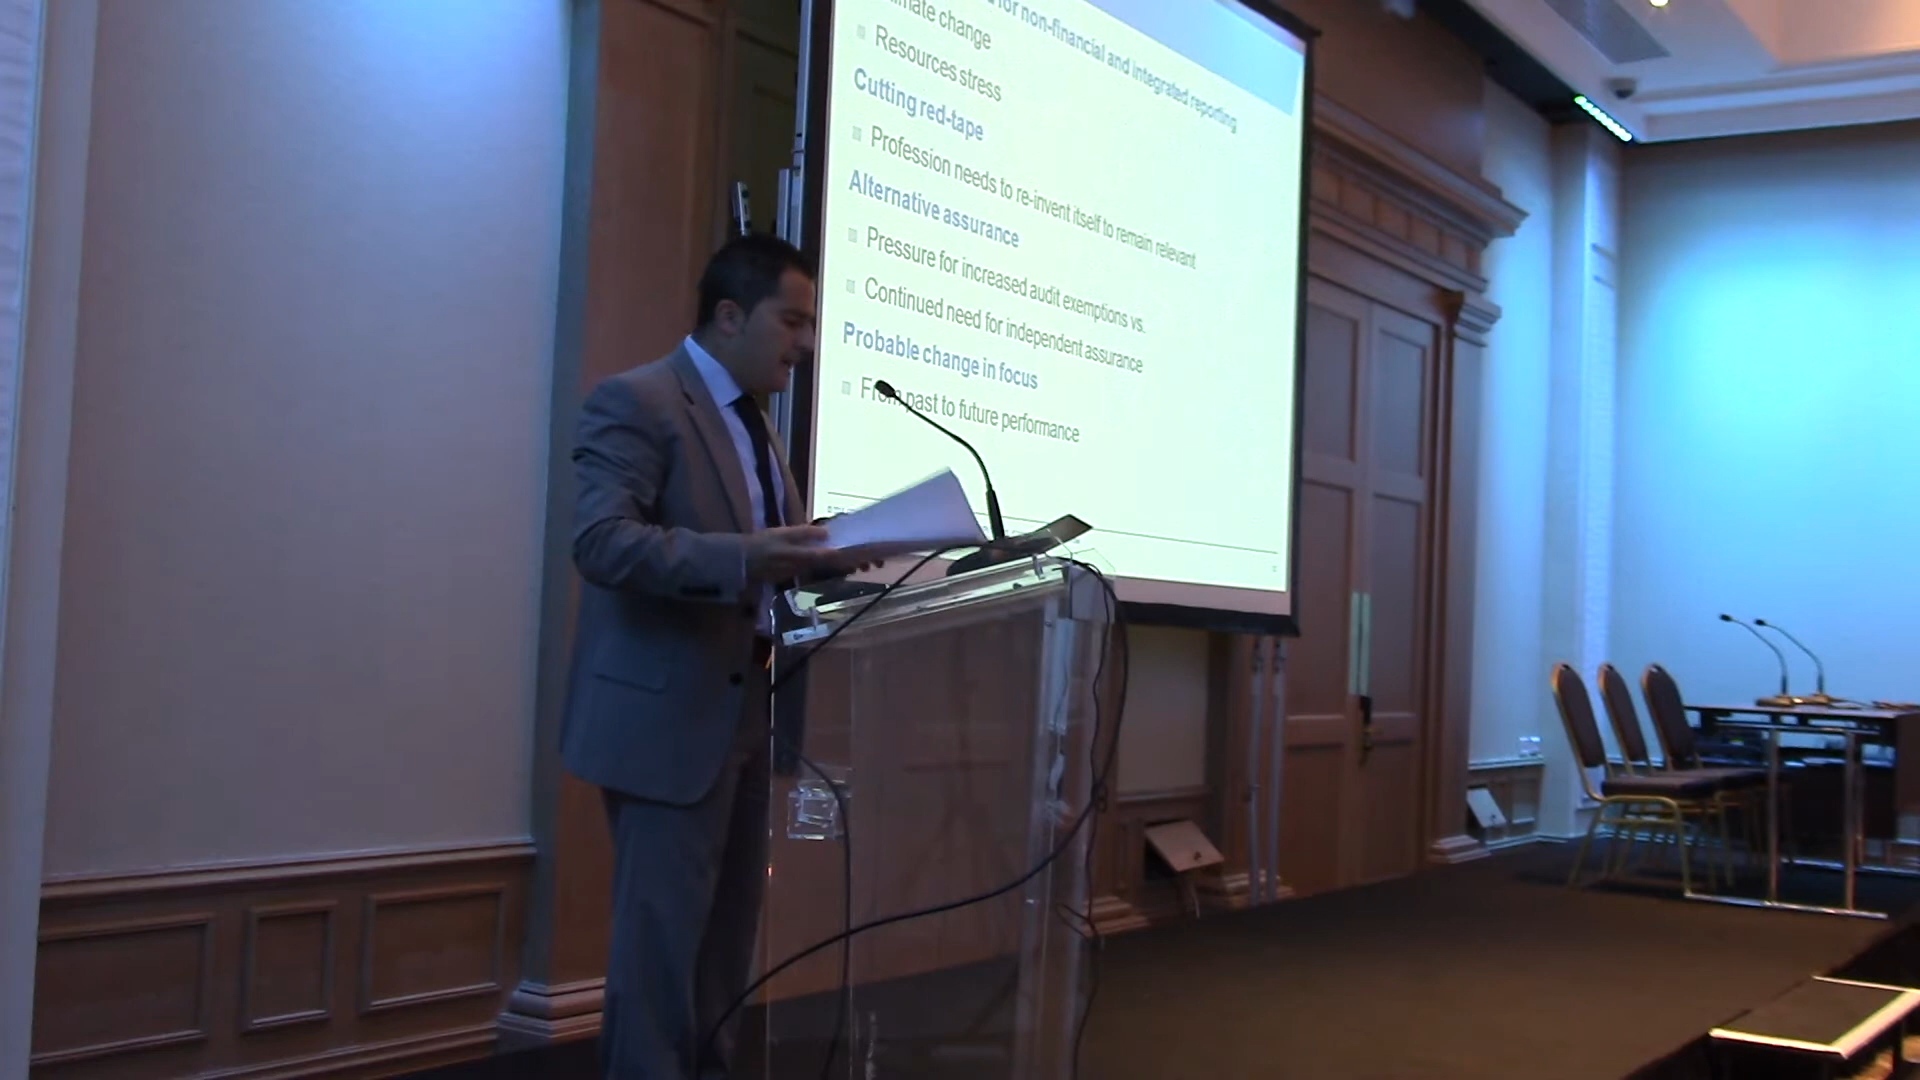 for non-financial and integrated reporting
change
Resources stress
Cutting red-tape
Profession needs to re-invent itself to remain relevant
Alternative assurance
Pressure for increased audit exemptions vs.
Continued need for independent assurance
Probable change in focus
From past to future performance